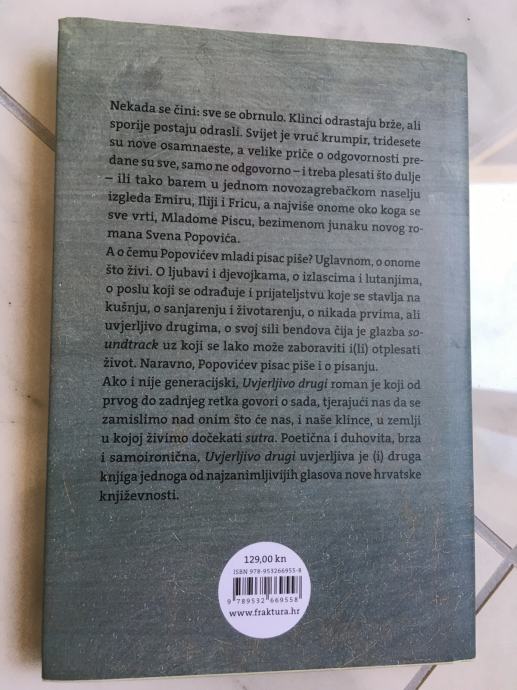 Nekada se čini: sve se obrnulo. Klinci odrastaju brže, ali
sporije postaju odrasli. Svijet je vruć krumpir, tridesete
su nove osamnaeste, a velike priče o odgovornosti pre-
dane su sve, samo ne odgovorno – i treba plesati što dulje
– ili tako barem u jednom novozagrebačkom naselju
izgleda Emiru, Iliji i Fricu, a najviše onome oko koga se
sve vrti, Mladome Piscu, bezimenom junaku novog ro-
mana Svena Popovića.
A o čemu Popovićev mladi pisac piše? Uglavnom, o onome
što živi. O ljubavi i djevojkama, o izlascima i lutanjima,
o poslu koji se odrađuje i prijateljstvu koje se stavlja na
kušnju, o sanjarenju i životarenju, o nikada prvima, ali
uvjerljivo drugima, o svoj sili bendova čija je glazba so-
undtrack uz koji se lako može zaboraviti i(li) otplesati
život. Naravno, Popovićev pisac piše i o pisanju.
Ako i nije generacijski, Uvjerljivo drugi roman je koji od
prvog do zadnjeg retka govori o sada, tjerajući nas da se
zamislimo nad onim što će nas, i naše klince, u zemlji
u kojoj živimo dočekati sutra. Poetična i duhovita, brza
i samoironična, Uvjerljivo drugi uvjerljiva je (i) druga
knjiga jednoga od najzanimljivijih glasova nove hrvatske
književnosti.
129,00 kn
ISBN 978-953266955-8
9 789532 669558
www.fraktura.hr